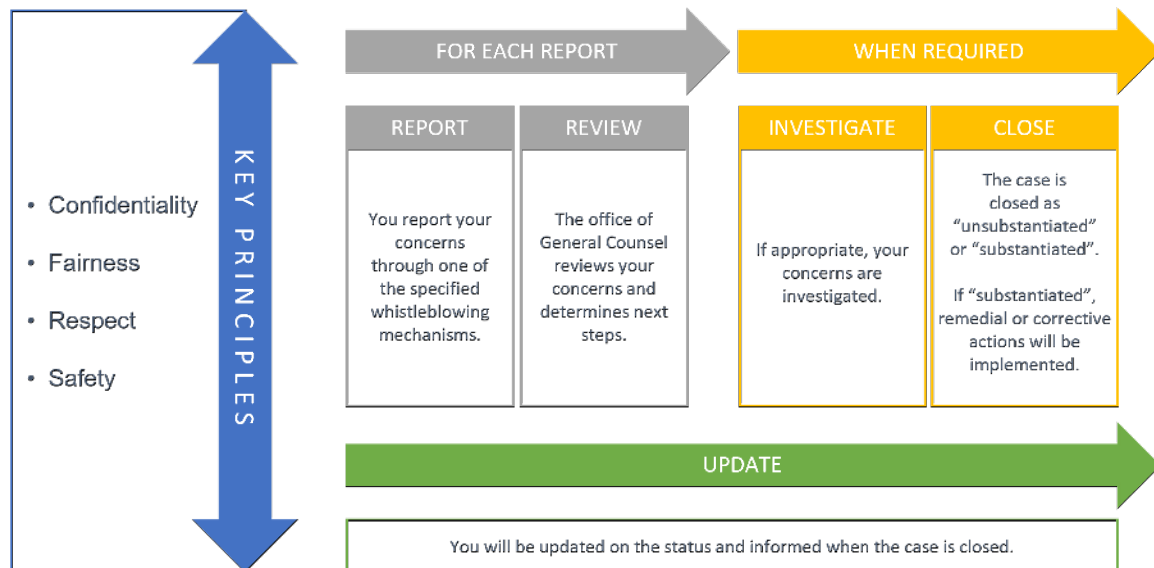 • Confidentiality
• Fairness
• Respect
• Safety
KEY PRINCIPLES
FOR EACH REPORT
WHEN REQUIRED
REPORT
You report your
concerns
through one of
the specified
whistleblowing
mechanisms.
REVIEW
The office of
General Counsel
reviews your
concerns and
determines next
steps.
INVESTIGATE
If appropriate, your
concerns are
investigated.
CLOSE
The case is
closed as
“unsubstantiated”
or “substantiated”.
If “substantiated”,
remedial or corrective
actions will be
implemented.
UPDATE
You will be updated on the status and informed when the case is closed.